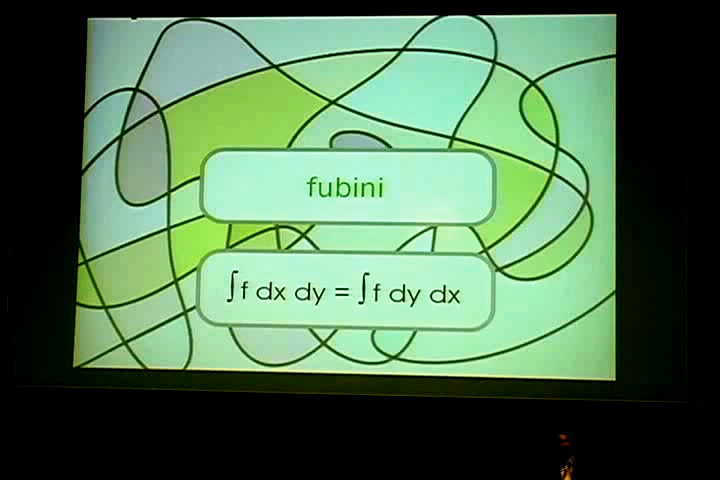 fubini
∫f dx dy = ∫f dy dx